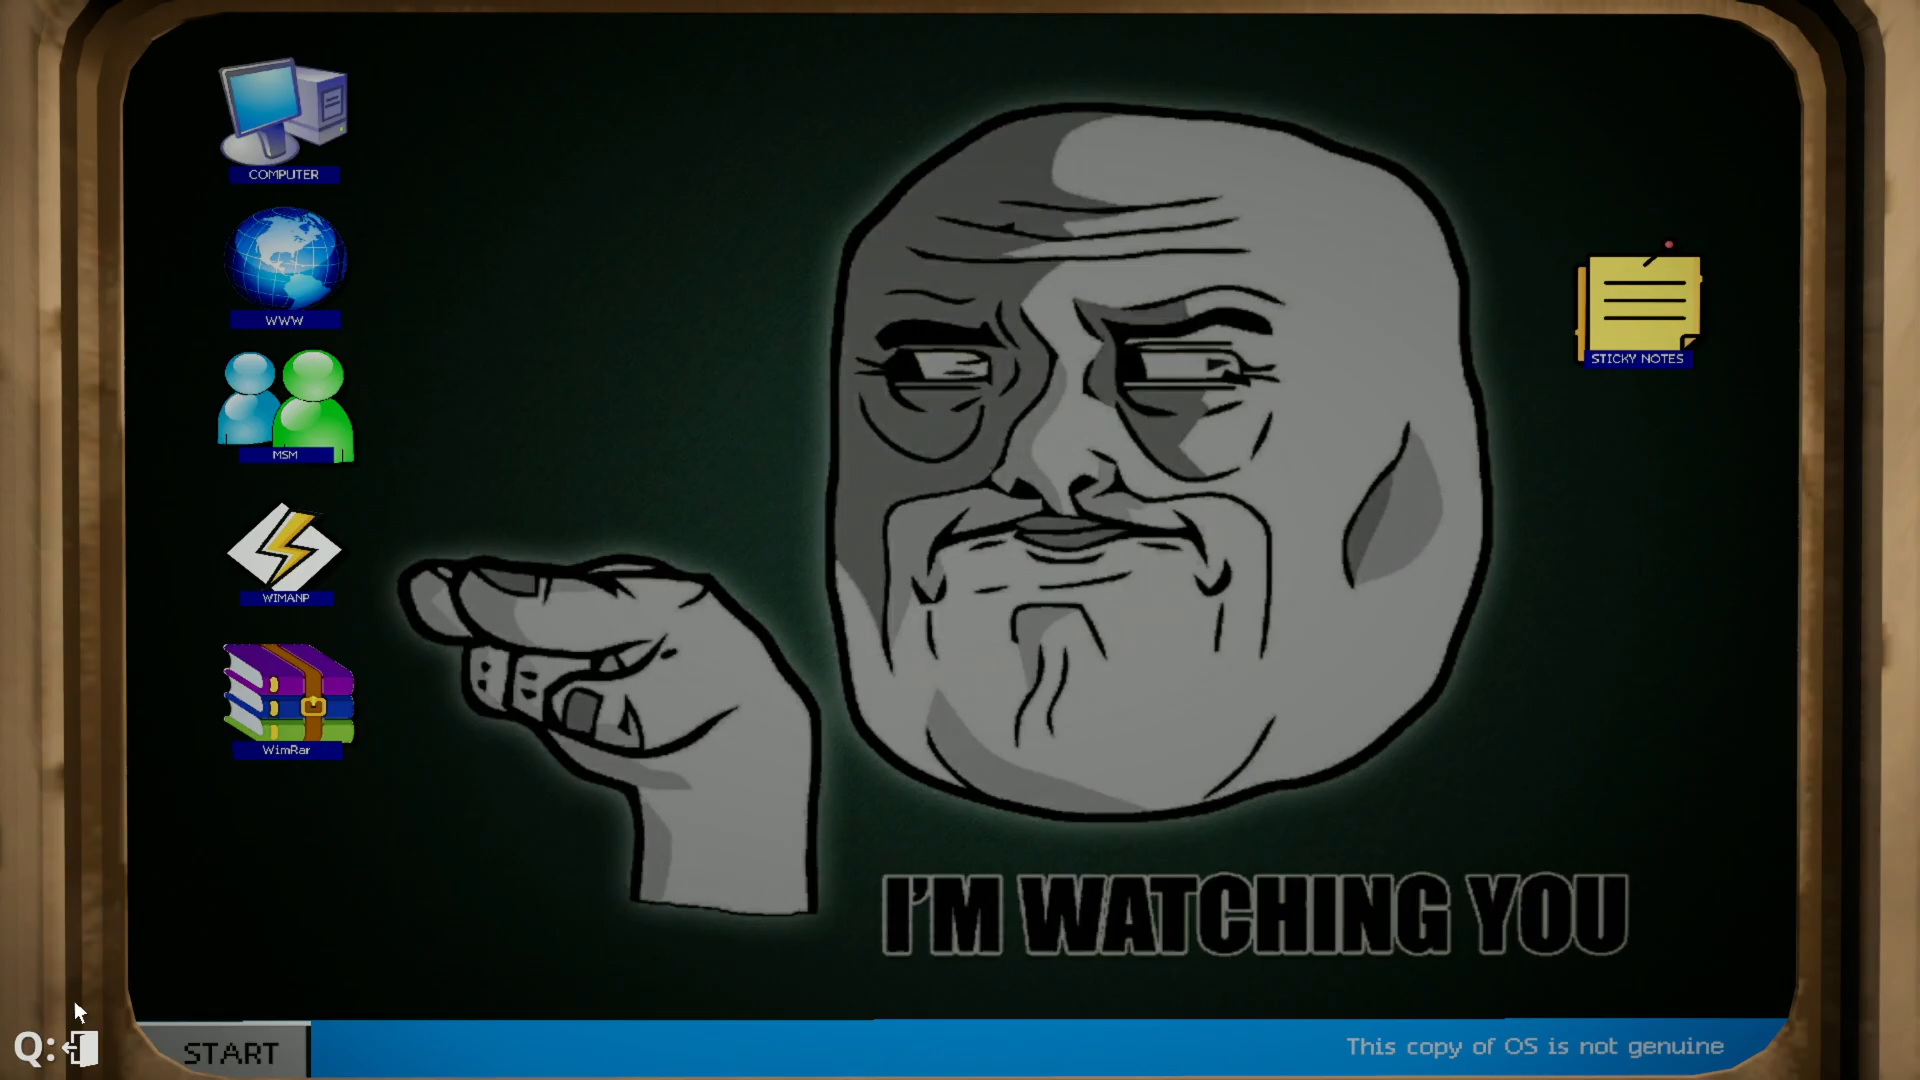 COMPUTER
WWW
MSM
WIMANP
WimRar
STICKY NOTES
I'M WATCHING YOU
Q:
START
This copy of OS is not genuine